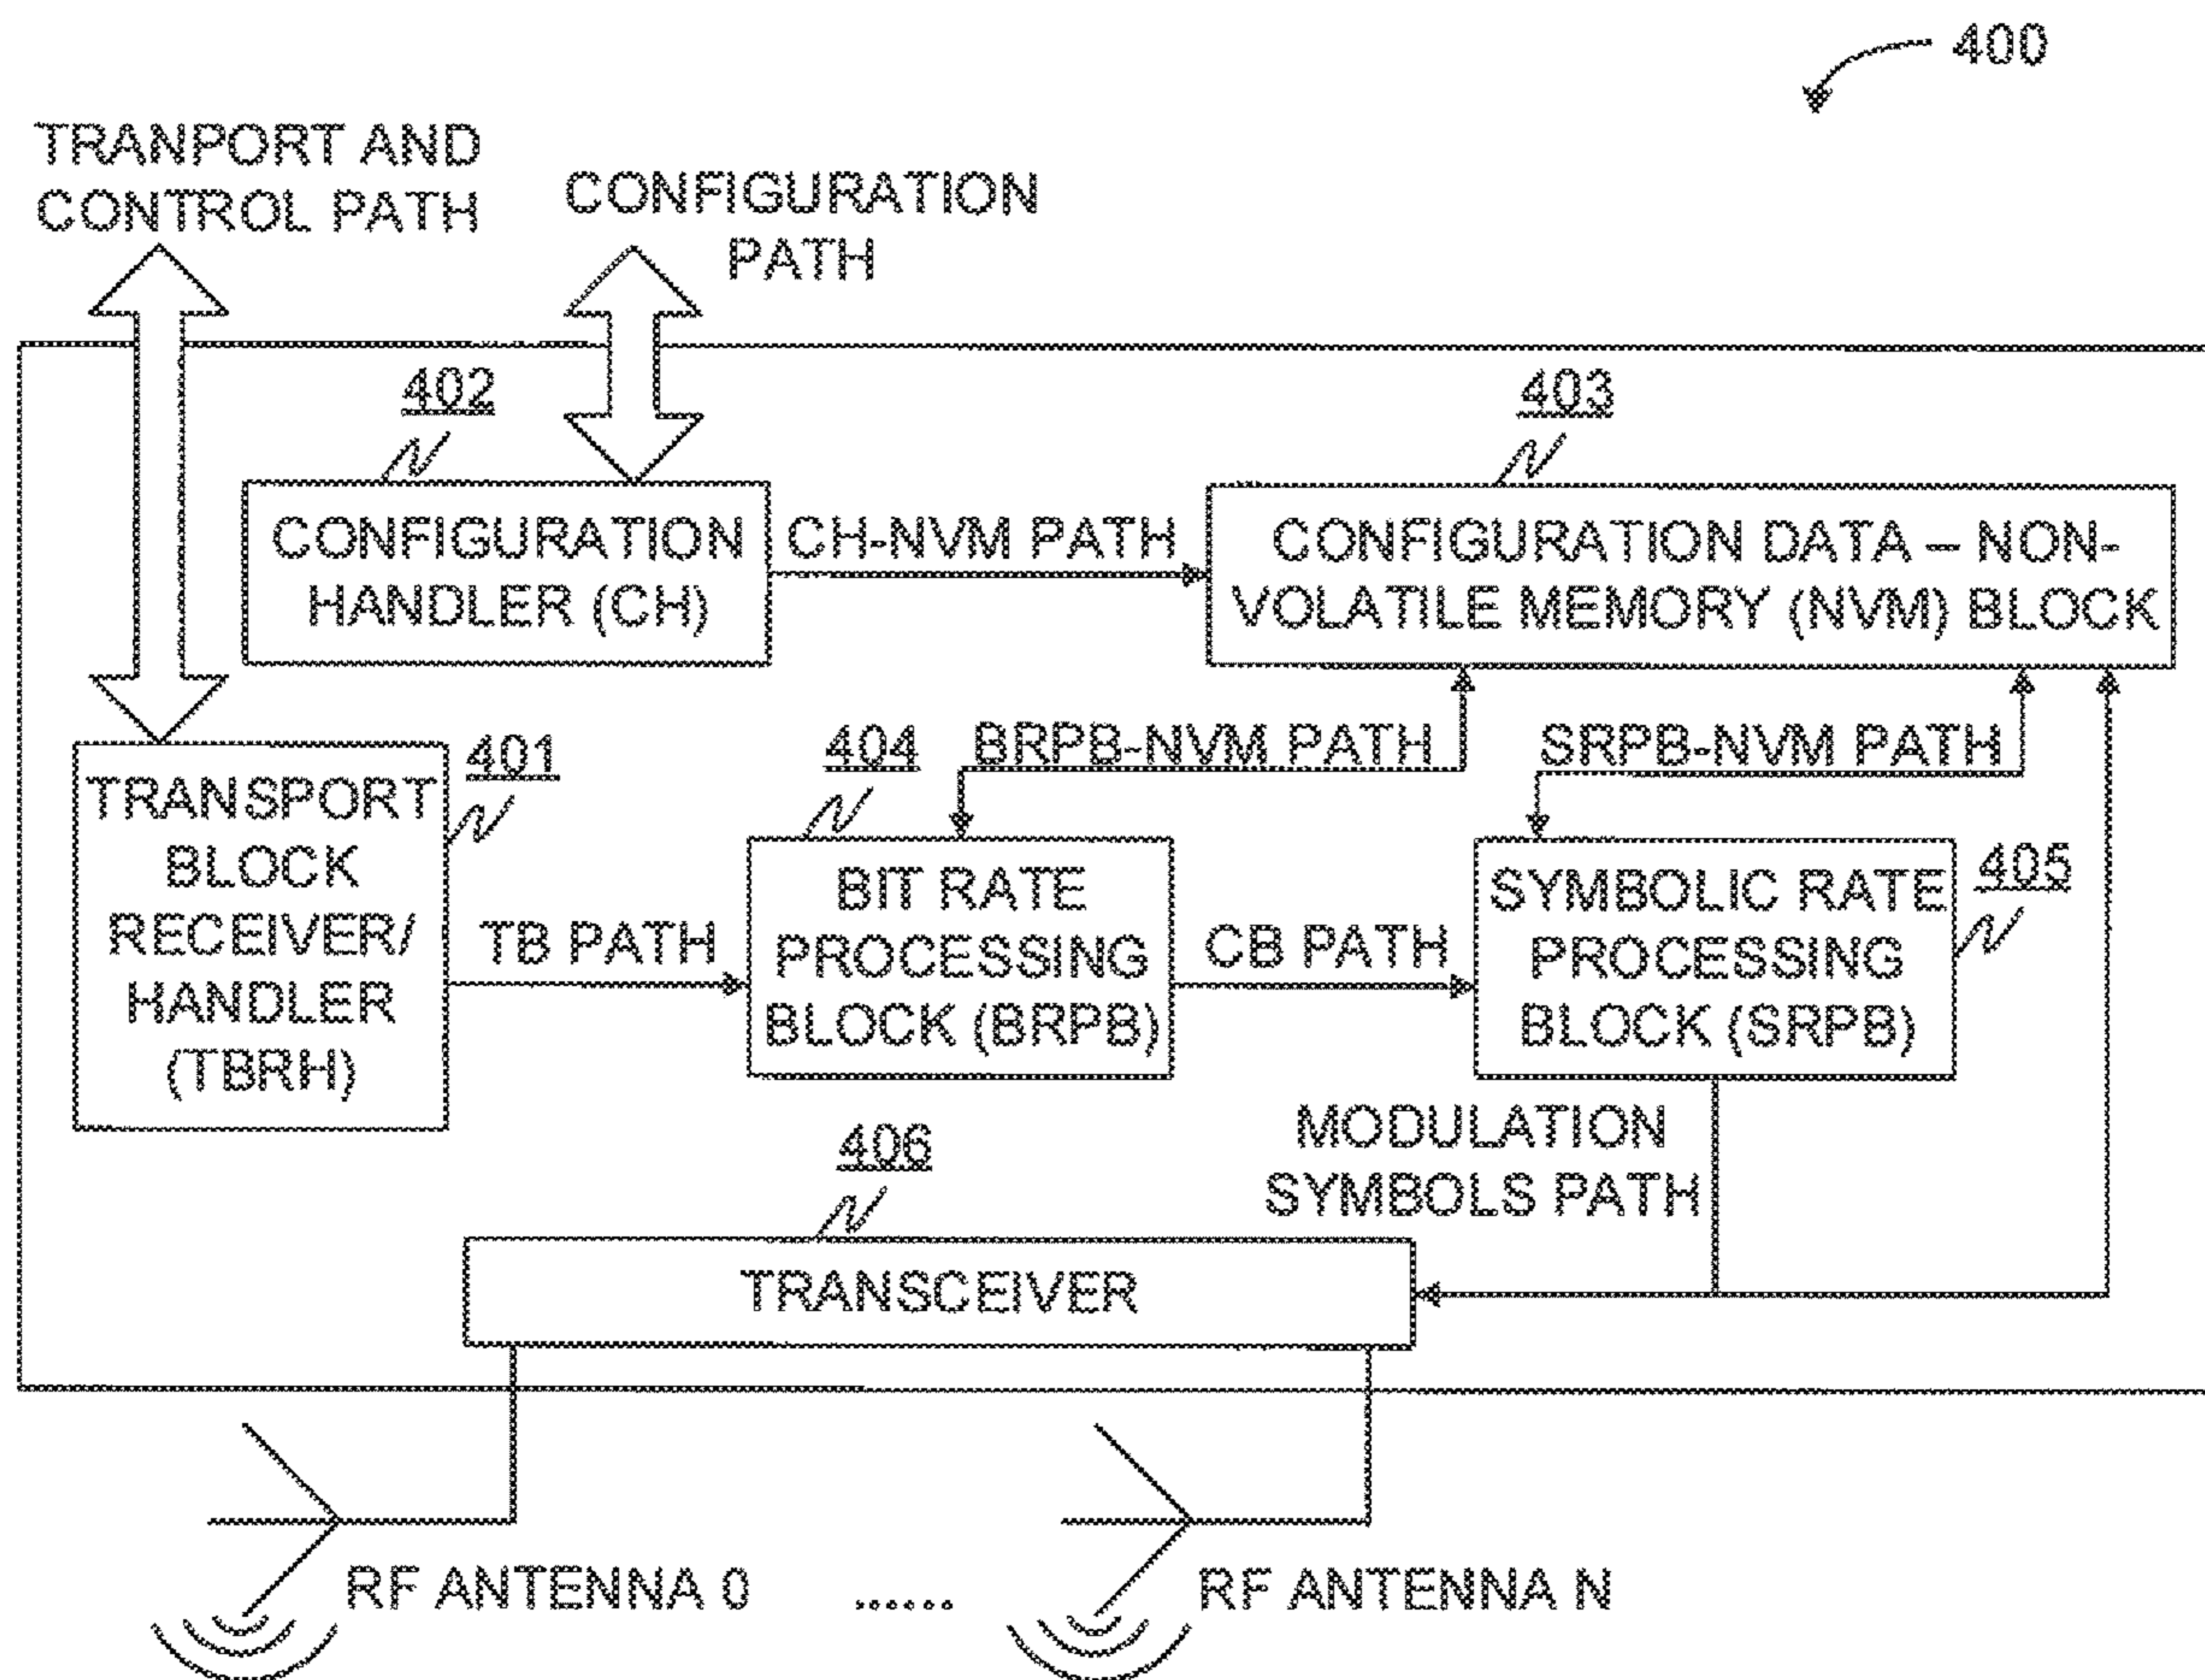 400
TRANPORT AND
CONTROL PATH
CONFIGURATION
PATH
402
403
CONFIGURATION
HANDLER (CH)
CH-NVM PATH
CONFIGURATION DATA – NON-
VOLATILE MEMORY (NVM) BLOCK
401
404
BRPB-NVM PATH
SRPB-NVM PATH
TRANSPORT
BLOCK
RECEIVER/
HANDLER
(TBRH)
TB PATH
BIT RATE
PROCESSING
BLOCK (BRPB)
CB PATH
SYMBOLIC RATE
PROCESSING
BLOCK (SRPB)
405
MODULATION
SYMBOLS PATH
406
TRANSCEIVER
RF ANTENNA 0
......
RF ANTENNA N